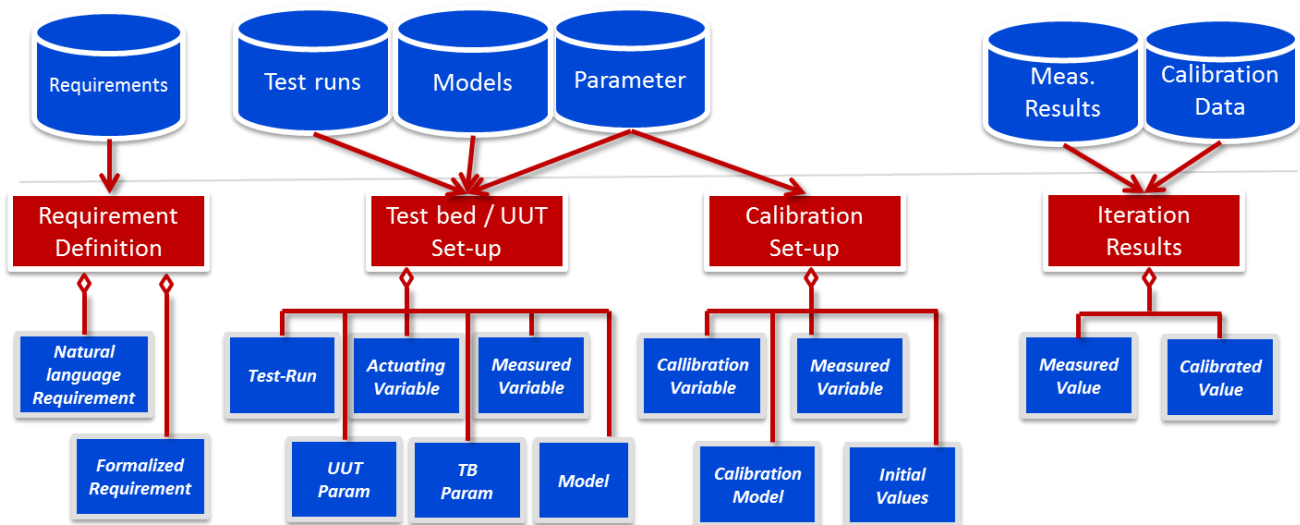 Requirements
Test runs
Models
Parameter
Meas.
Results
Calibration
Data
Requirement
Definition
Test bed / UUT
Set-up
Calibration
Set-up
Iteration
Results
Natural
language
Requirement
Test-Run
Actuating
Variable
Measured
Variable
Callibration
Variable
Measured
Variable
Measured
Value
Calibrated
Value
Formalized
Requirement
UUT
Param
TB
Param
Model
Calibration
Model
Initial
Values